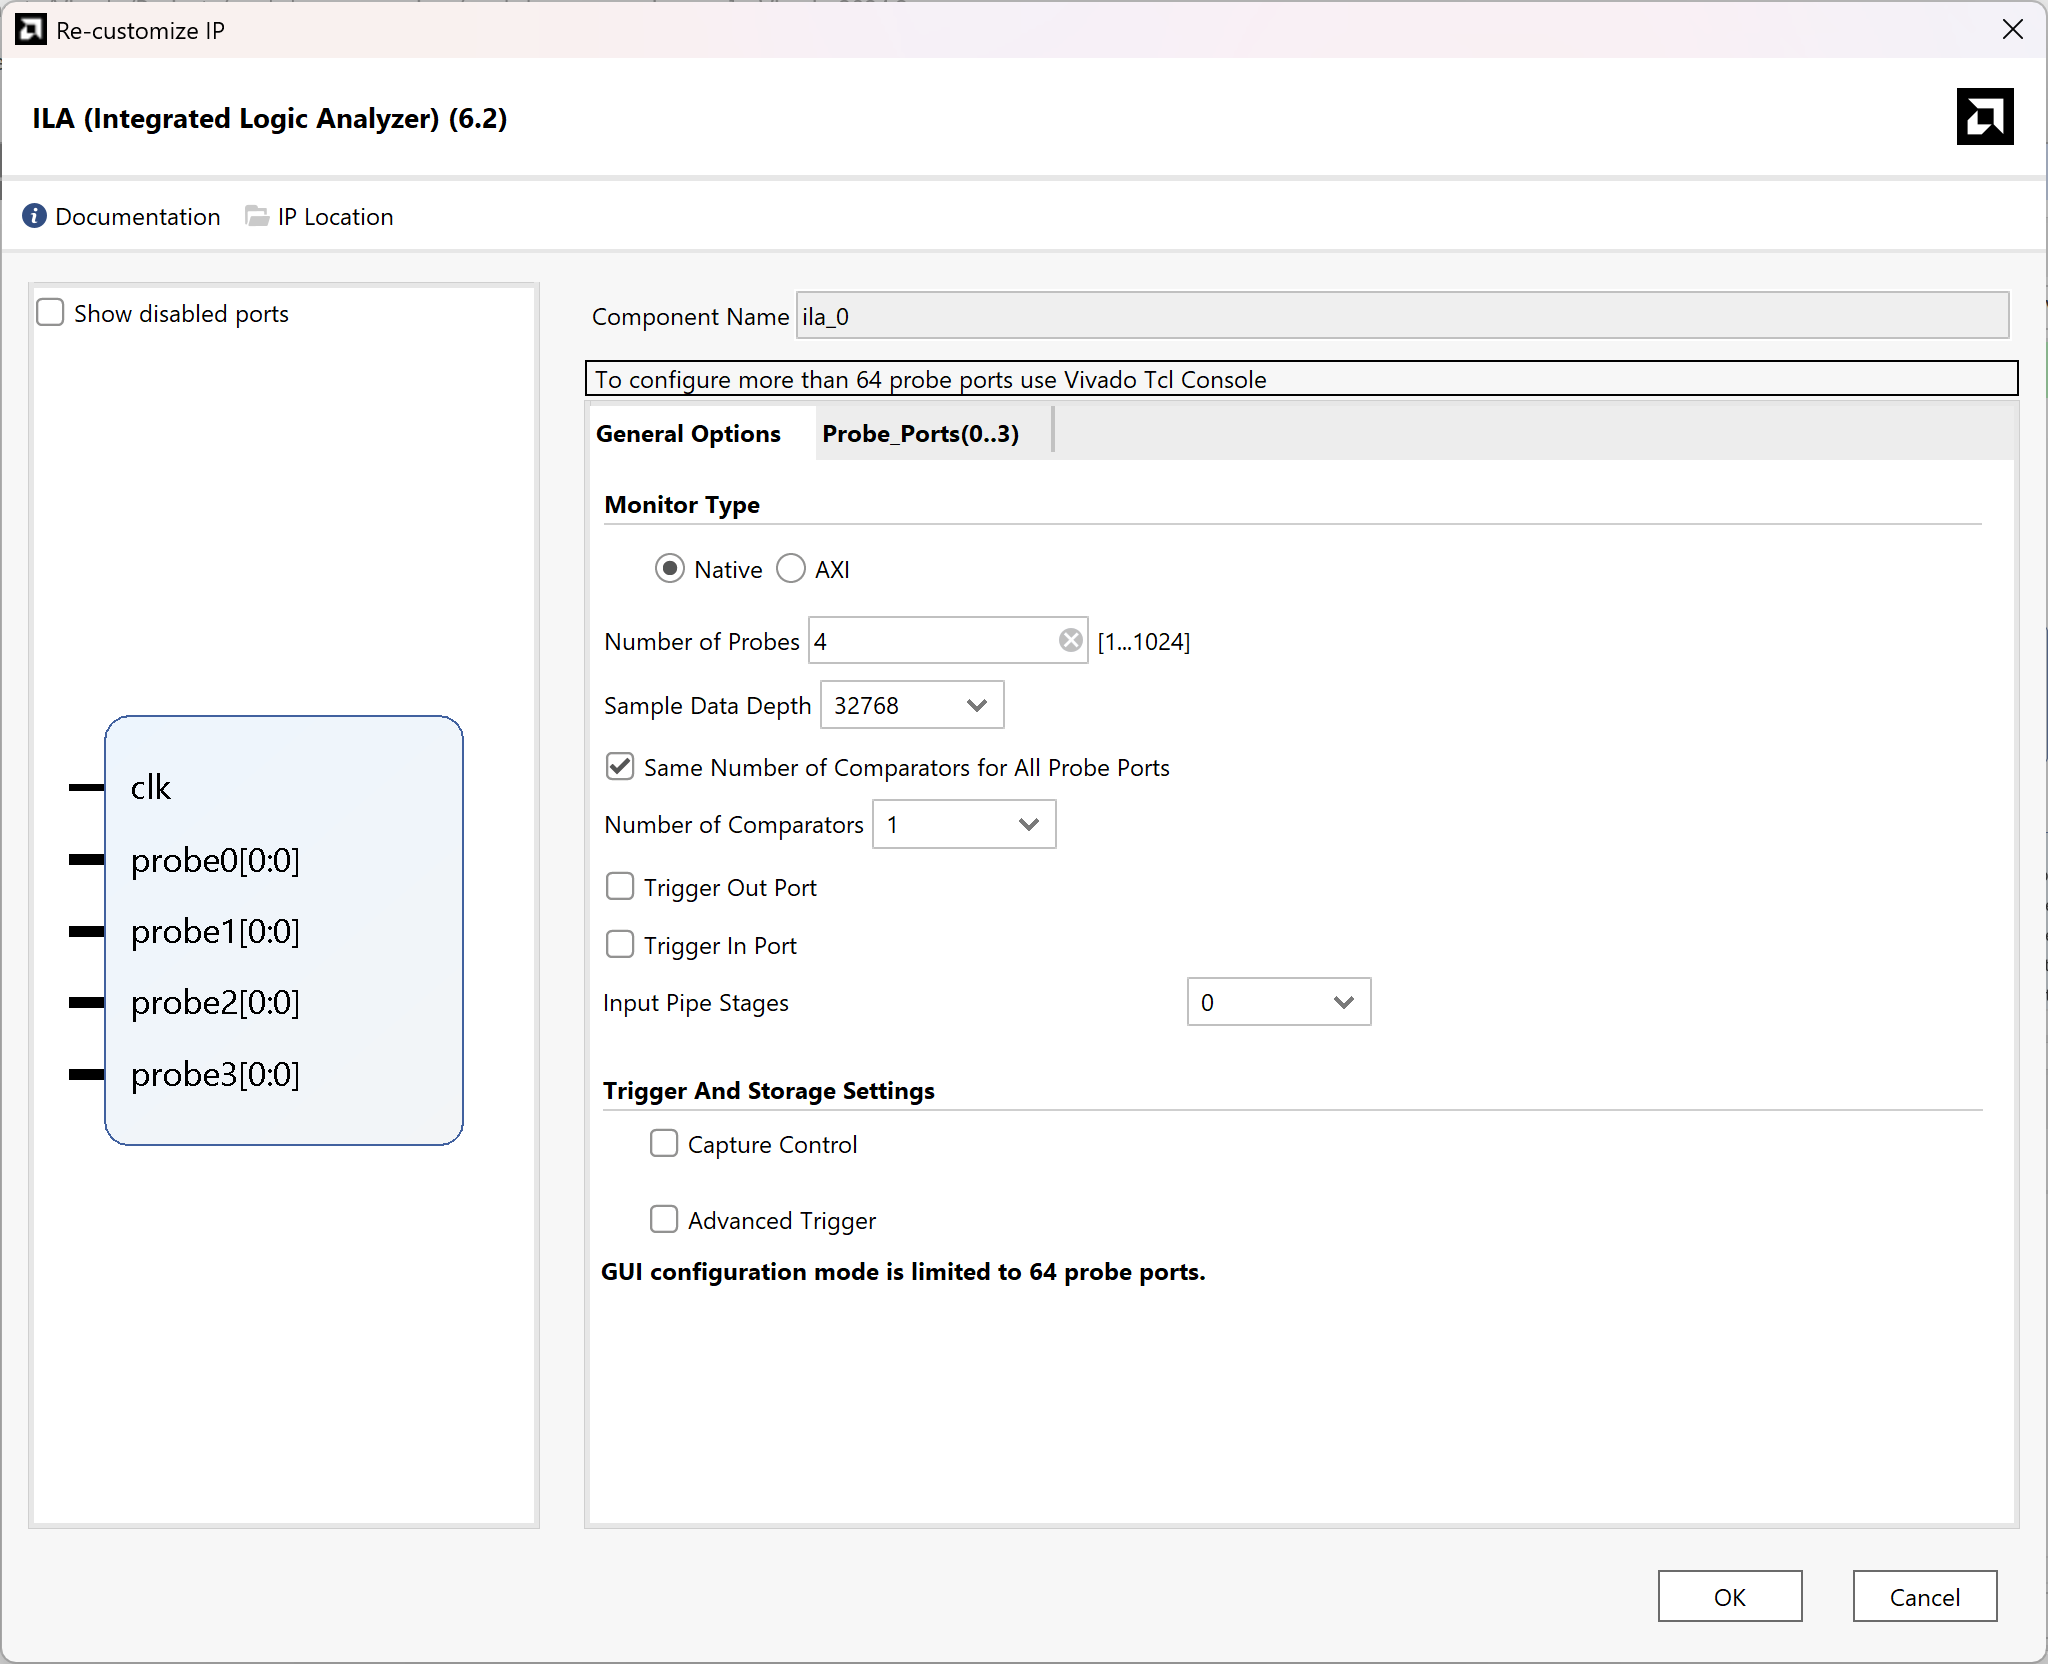 Re-customize IP
ILA (Integrated Logic Analyzer) (6.2)
Documentation IP Location
Show disabled ports
clk
probe0[0:0]
probe1[0:0]
probe2[0:0]
probe3[0:0]
Component Name ila_0
To configure more than 64 probe ports use Vivado Tcl Console
General Options Probe_Ports(0..3)
Monitor Type
Native AXI
Number of Probes 4 [1...1024]
Sample Data Depth 32768
Same Number of Comparators for All Probe Ports
Number of Comparators 1
Trigger Out Port
Trigger In Port
Input Pipe Stages 0
Trigger And Storage Settings
Capture Control
Advanced Trigger
GUI configuration mode is limited to 64 probe ports.
OK Cancel